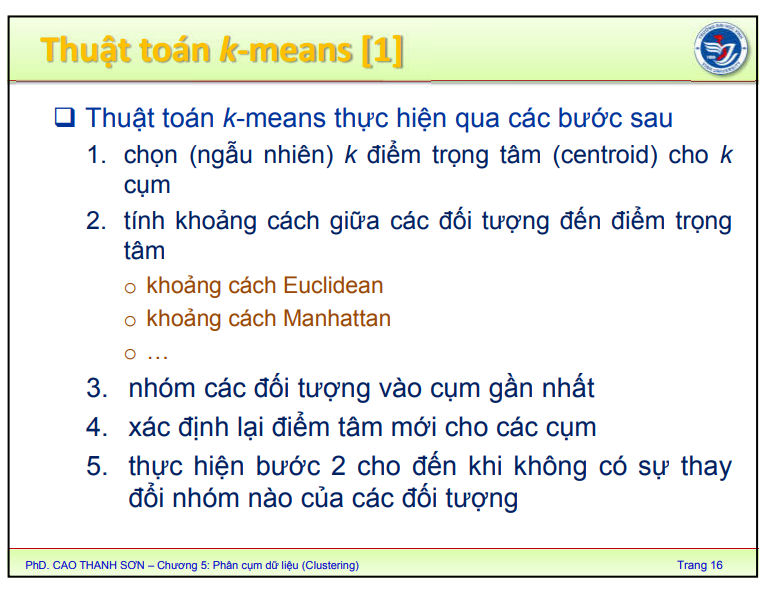 Thuật toán k-means [1]
❑ Thuật toán k-means thực hiện qua các bước sau
1. chọn (ngẫu nhiên) k điểm trọng tâm (centroid) cho k
cụm
2. tính khoảng cách giữa các đối tượng đến điểm trọng
tâm
o khoảng cách Euclidean
o khoảng cách Manhattan
o …
3. nhóm các đối tượng vào cụm gần nhất
4. xác định lại điểm tâm mới cho các cụm
5. thực hiện bước 2 cho đến khi không có sự thay
đổi nhóm nào của các đối tượng
PhD. CAO THANH SƠN – Chương 5: Phân cụm dữ liệu (Clustering)
Trang 16